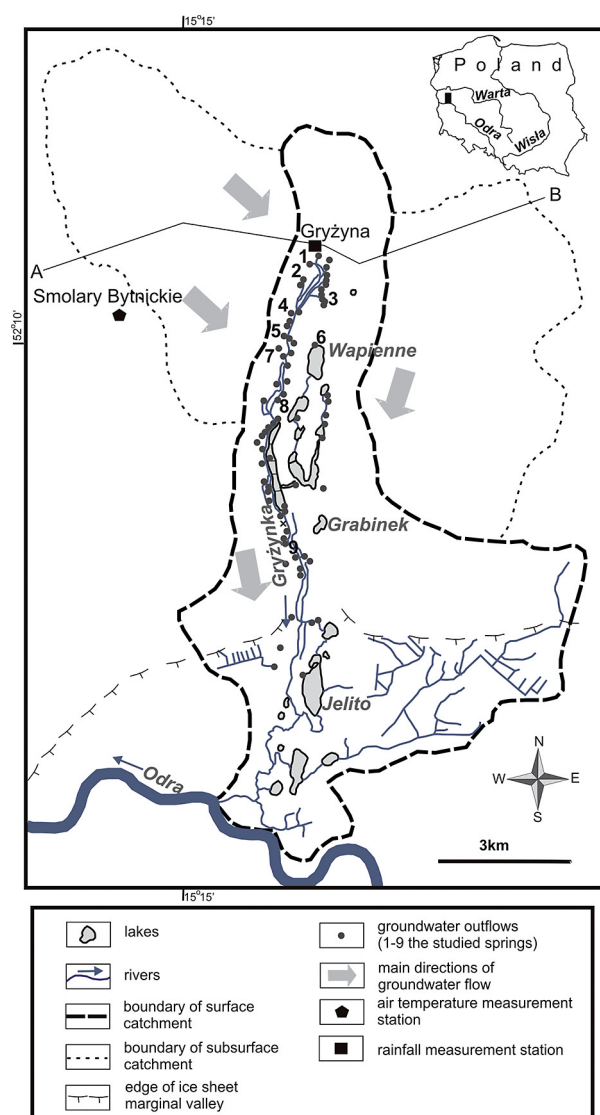 15°15'
Poland
Warta
Odra
Wisła
B
Gryżyna
A
1
2
3
Smolary Bytnickie
4
52°10'
5
6
7
Wapienne
8
Grabinek
Gryżynka
9
Jelito
Odra
N
W E
S
3km
15°15'
lakes
groundwater outflows
(1-9 the studied springs)
rivers
main directions of
groundwater flow
boundary of surface
catchment
air temperature measurement
station
boundary of subsurface
catchment
rainfall measurement station
edge of ice sheet
marginal valley